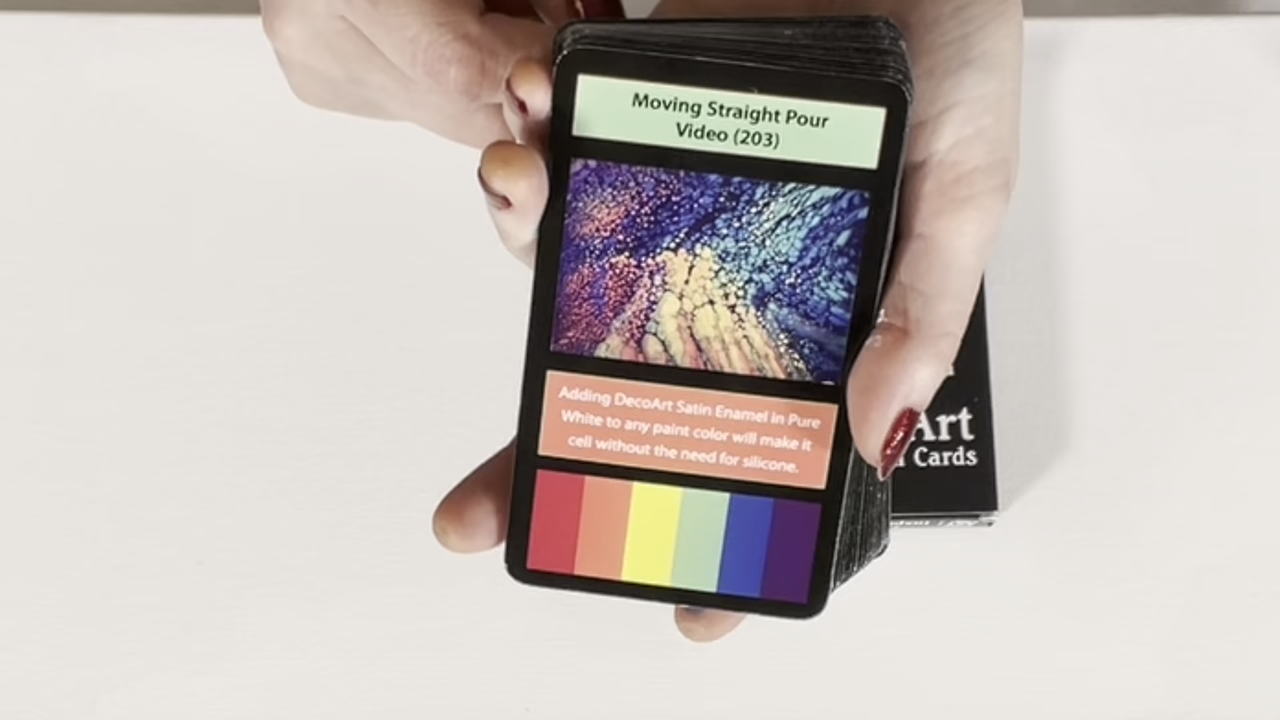 Moving Straight Pour
Video (203)
Adding DecoArt Satin Enamel in Pure
White to any paint color will make it
cell without the need for silicone.
Art
Cards